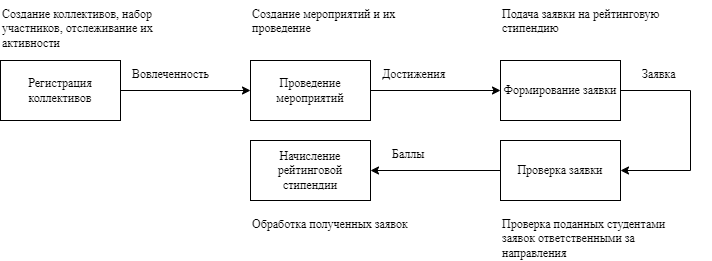 Создание коллективов, набор
участников, отслеживание их
активности
Создание мероприятий и их
проведение
Подача заявки на рейтинговую
стипендию
Регистрация
коллективов
Вовлеченность
Проведение
мероприятий
Достижения
Формирование заявки
Заявка
Начисление
рейтинговой
стипендии
Баллы
Проверка заявки
Обработка полученных заявок
Проверка поданных студентами
заявок ответственными за
направления